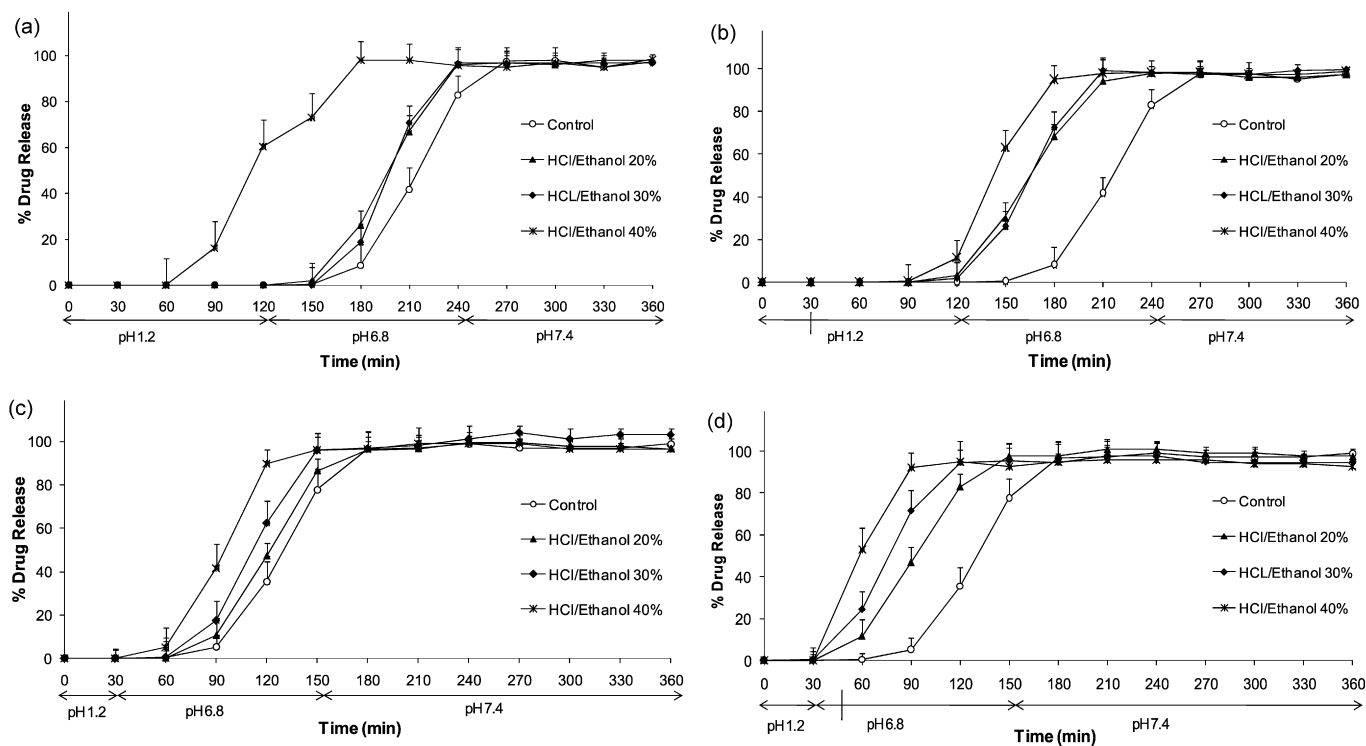 (a)
% Drug Release
100
80
60
40
20
0
0 30 60 90 120 150 180 210 240 270 300 330 360
pH1.2 pH6.8 pH7.4
Time (min)
Control
HCl/Ethanol 20%
HCL/Ethanol 30%
HCl/Ethanol 40%
(b)
% Drug Release
100
80
60
40
20
0
0 30 60 90 120 150 180 210 240 270 300 330 360
pH1.2 pH6.8 pH7.4
Time (min)
Control
HCl/Ethanol 20%
HCL/Ethanol 30%
HCl/Ethanol 40%
(c)
% Drug Release
100
80
60
40
20
0
0 30 60 90 120 150 180 210 240 270 300 330 360
pH1.2 pH6.8 pH7.4
Time (min)
Control
HCl/Ethanol 20%
HCl/Ethanol 30%
HCl/Ethanol 40%
(d)
% Drug Release
100
80
60
40
20
0
0 30 60 90 120 150 180 210 240 270 300 330 360
pH1.2 pH6.8 pH7.4
Time (min)
Control
HCl/Ethanol 20%
HCL/Ethanol 30%
HCl/Ethanol 40%